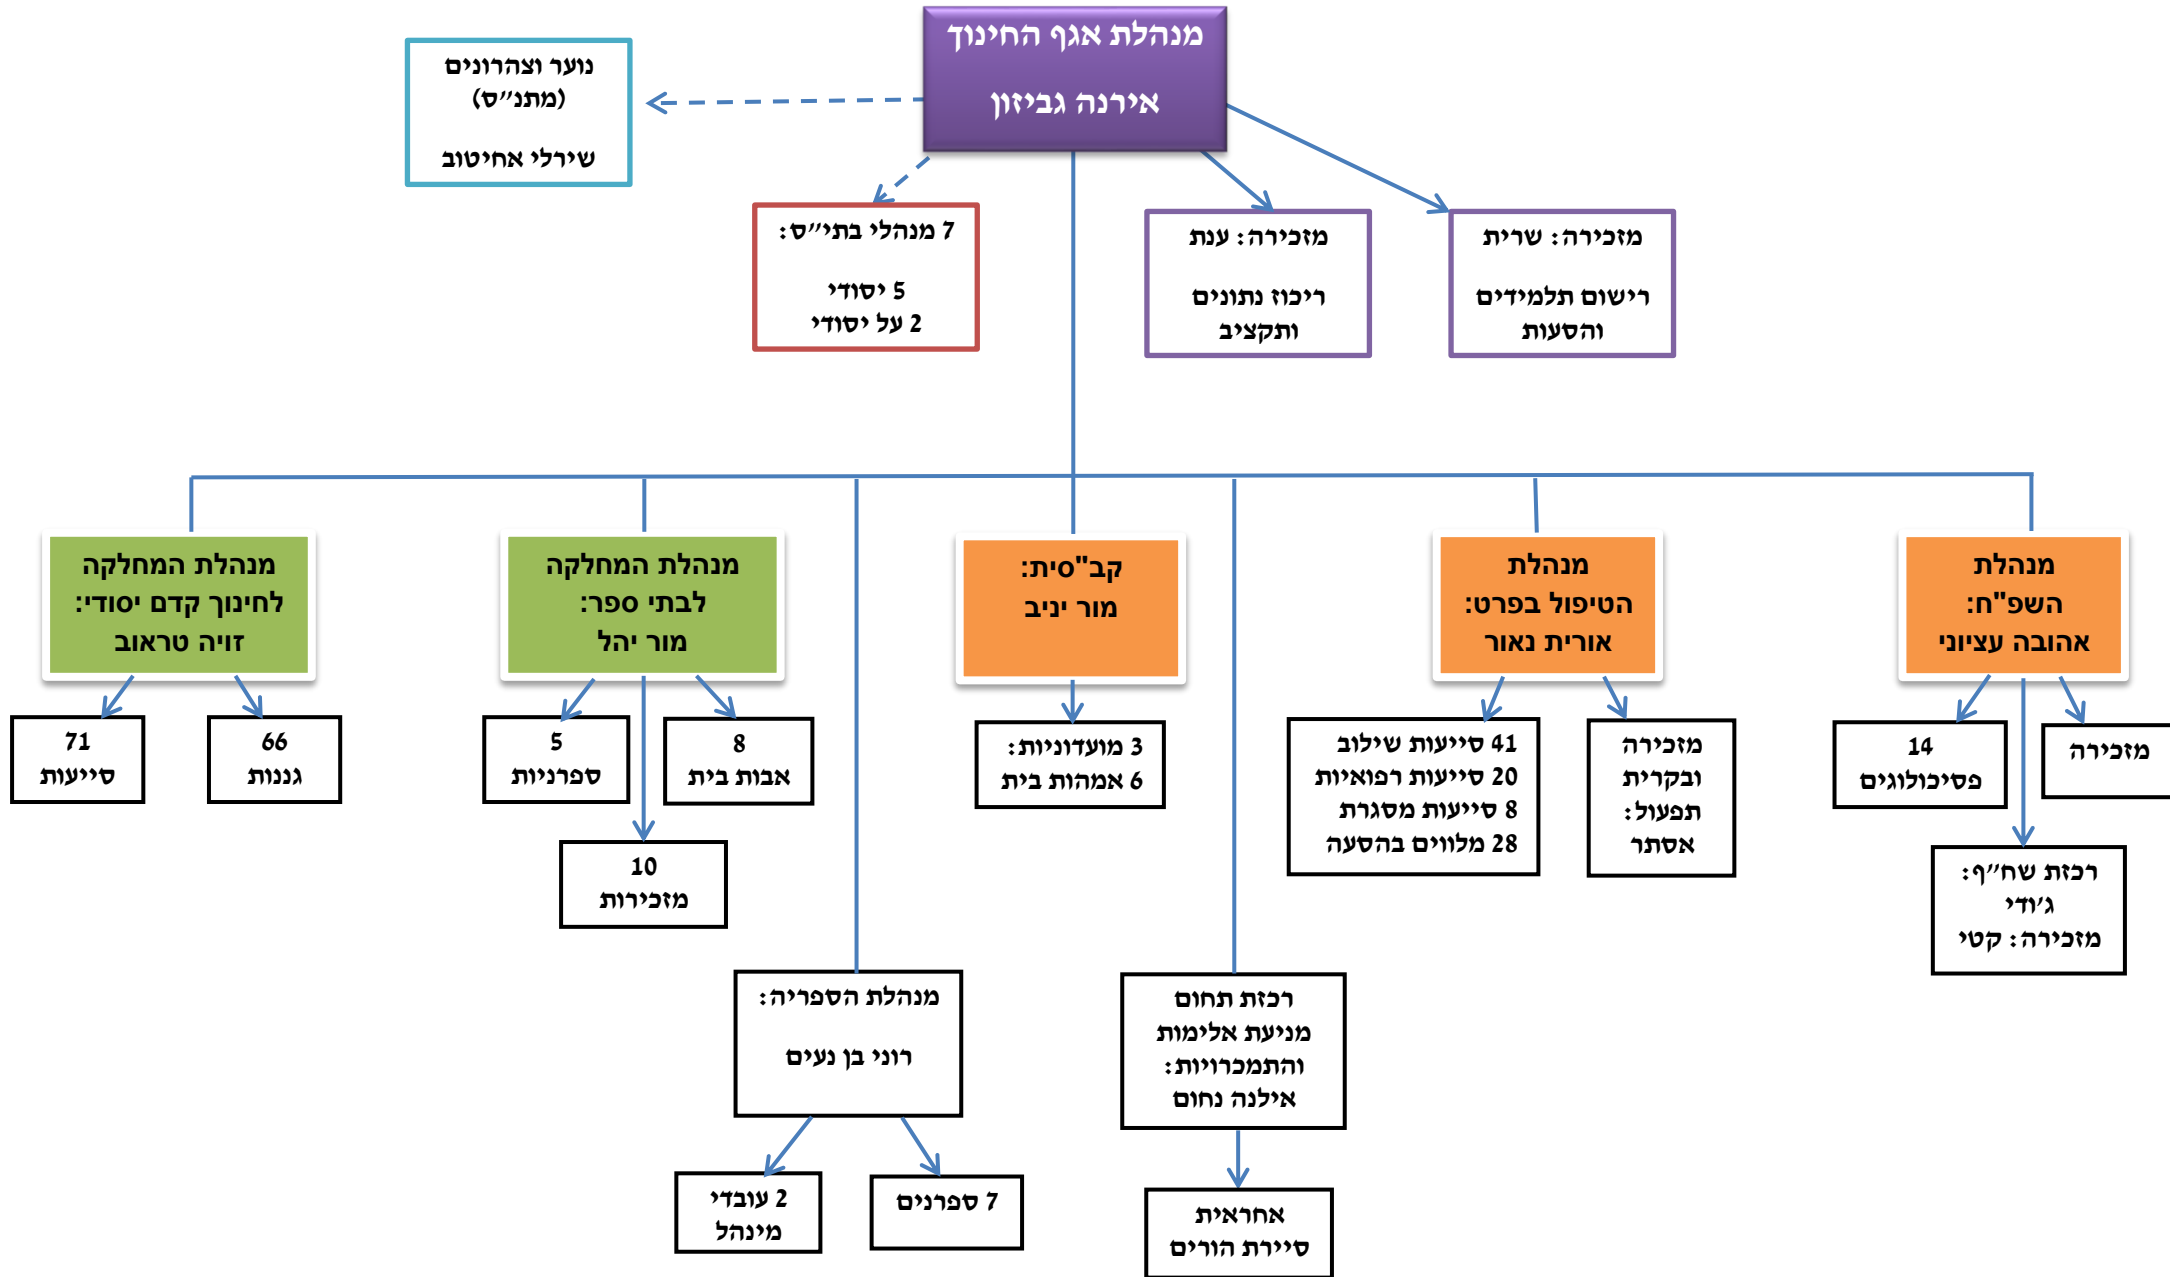 מנהלת אגף החינוך
אירנה גביזון
נוער וצהרונים
(מתנ״ס)
שירלי אחיטוב
מזכירה: שרית
רישום תלמידים
והסעות
מזכירה: ענת
ריכוז נתונים
ותקציב
7 מנהלי בתי״ס:
5 יסודי
2 על יסודי
מנהלת
השפ"ח:
אהובה עציוני
מנהלת
הטיפול בפרט:
אורית נאור
קב"סית:
מור יניב
מנהלת המחלקה
לבתי ספר:
מור יהל
מנהלת המחלקה
לחינוך קדם יסודי:
זויה טראוב
מזכירה
14
פסיכולוגים
רכזת שח״ף:
ג׳ודי
מזכירה: קטי
מזכירה
ובקרית
תפעול:
אסתר
41 סייעות שילוב
20 סייעות רפואיות
8 סייעות מסגרת
28 מלווים בהסעה
3 מועדוניות:
6 אמהות בית
8
אבות בית
5
ספרניות
10
מזכירות
66
גננות
71
סייעות
רכזת תחום
מניעת אלימות
והתמכרויות:
אילנה נחום
אחראית
סיירת הורים
מנהלת הספריה:
רוני בן נעים
7 ספרנים
2 עובדי
מינהל